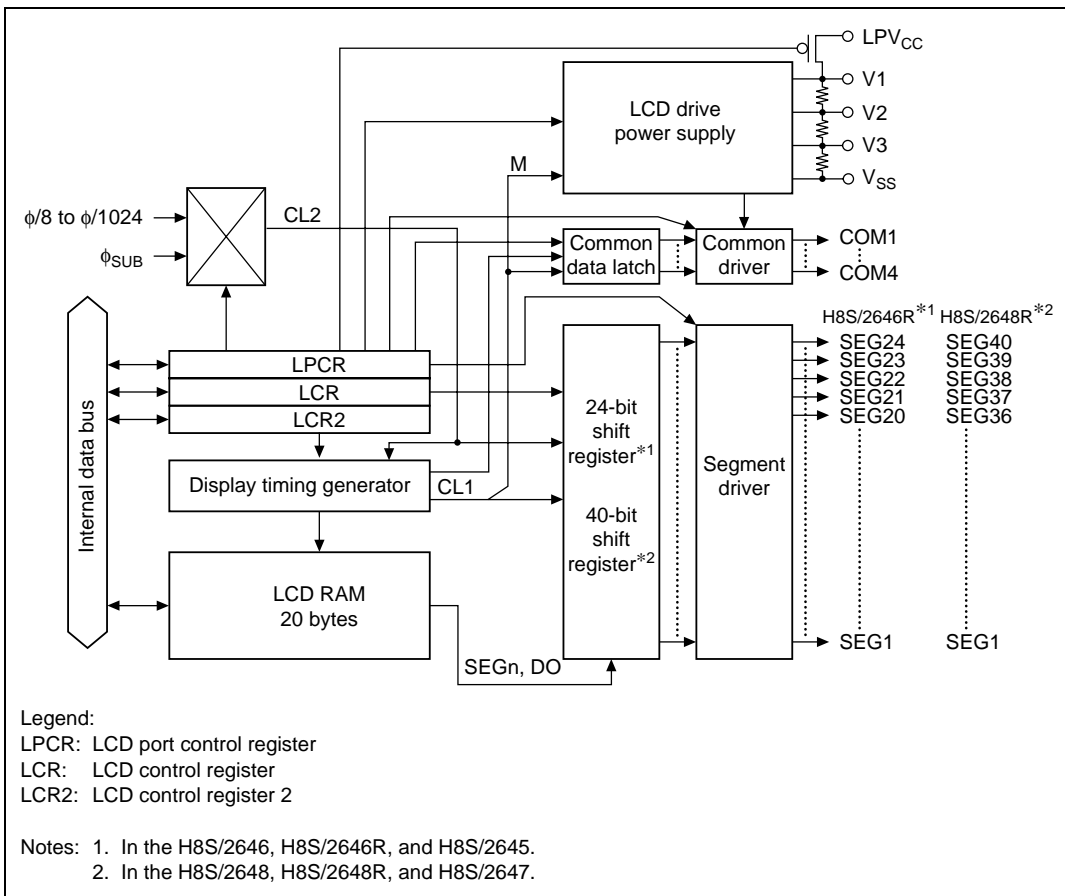 LPVCC
V1
LCD drive
power supply
V2
V3
M
VSS
φ/8 to φ/1024
CL2
φSUB
Common
data latch
Common
driver
COM1
COM4
H8S/2646R*1 H8S/2648R*2
SEG24 SEG40
SEG23 SEG39
SEG22 SEG38
SEG21 SEG37
SEG20 SEG36
SEG1 SEG1
Internal data bus
LPCR
LCR
LCR2
Display timing generator
CL1
24-bit
shift
register*1
40-bit
shift
register*2
Segment
driver
LCD RAM
20 bytes
SEGn, DO
Legend:
LPCR: LCD port control register
LCR: LCD control register
LCR2: LCD control register 2
Notes: 1. In the H8S/2646, H8S/2646R, and H8S/2645.
2. In the H8S/2648, H8S/2648R, and H8S/2647.